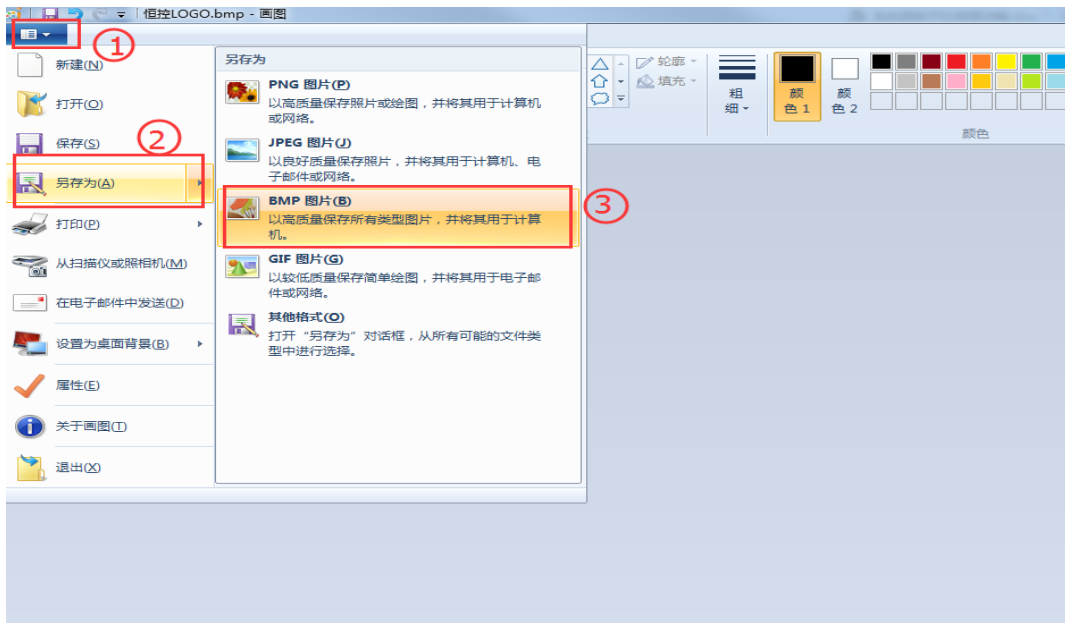 恒控LOGO.bmp - 画图
①
新建(N)
打开(O)
保存(S)
②
另存为(A)
打印(P)
从扫描仪或照相机(M)
在电子邮件中发送(D)
设置为桌面背景(B)
属性(E)
关于画图(T)
退出(X)
另存为
PNG 图片(P)
以高质量保存照片或绘图，并将其用于计算机
或网络。
JPEG 图片(J)
以良好质量保存照片，并将其用于计算机、电
子邮件或网络。
BMP 图片(B)
以高质量保存所有类型图片，并将其用于计算
机。
③
GIF 图片(G)
以较低质量保存简单绘图，并将其用于电子邮
件或网络。
其他格式(O)
打开“另存为”对话框，从所有可能的文件类
型中进行选择。
轮廓
填充
粗
细
颜
色 1
颜
色 2
颜色